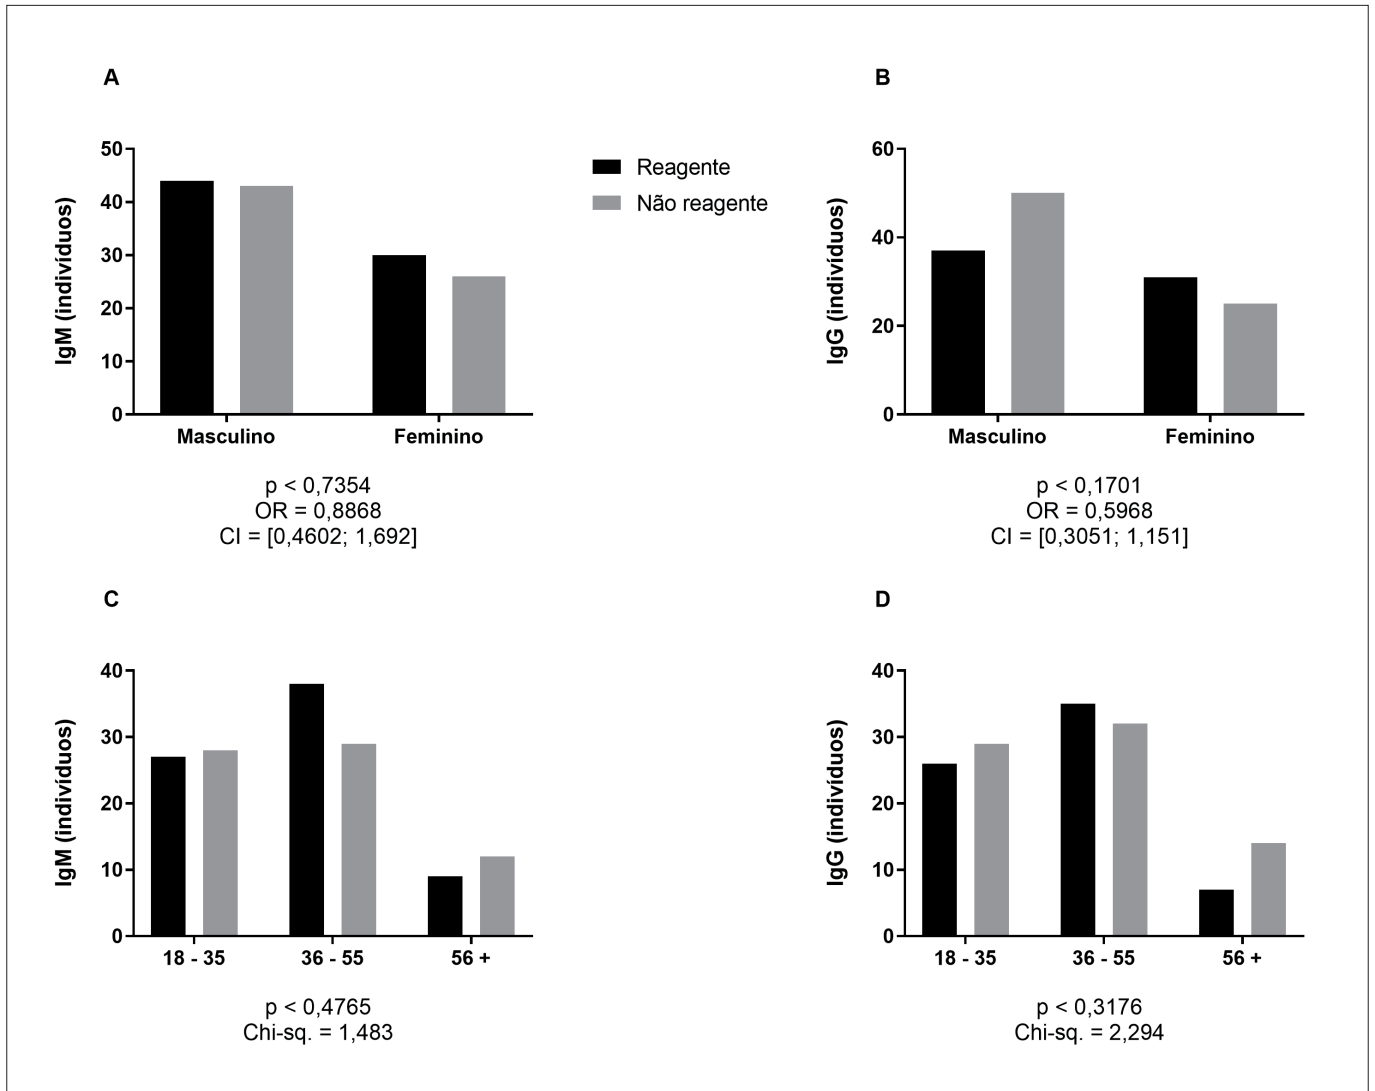 A
50
40
30
20
10
0
IgM (indivíduos)
Masculino
Feminino
p < 0,7354
OR = 0,8868
CI = [0,4602; 1,692]
Reagente
Não reagente
B
60
40
20
0
IgG (indivíduos)
Masculino
Feminino
p < 0,1701
OR = 0,5968
CI = [0,3051; 1,151]
C
40
30
20
10
0
IgM (indivíduos)
18 - 35
36 - 55
56 +
p < 0,4765
Chi-sq. = 1,483
D
40
30
20
10
0
IgG (indivíduos)
18 - 35
36 - 55
56 +
p < 0,3176
Chi-sq. = 2,294